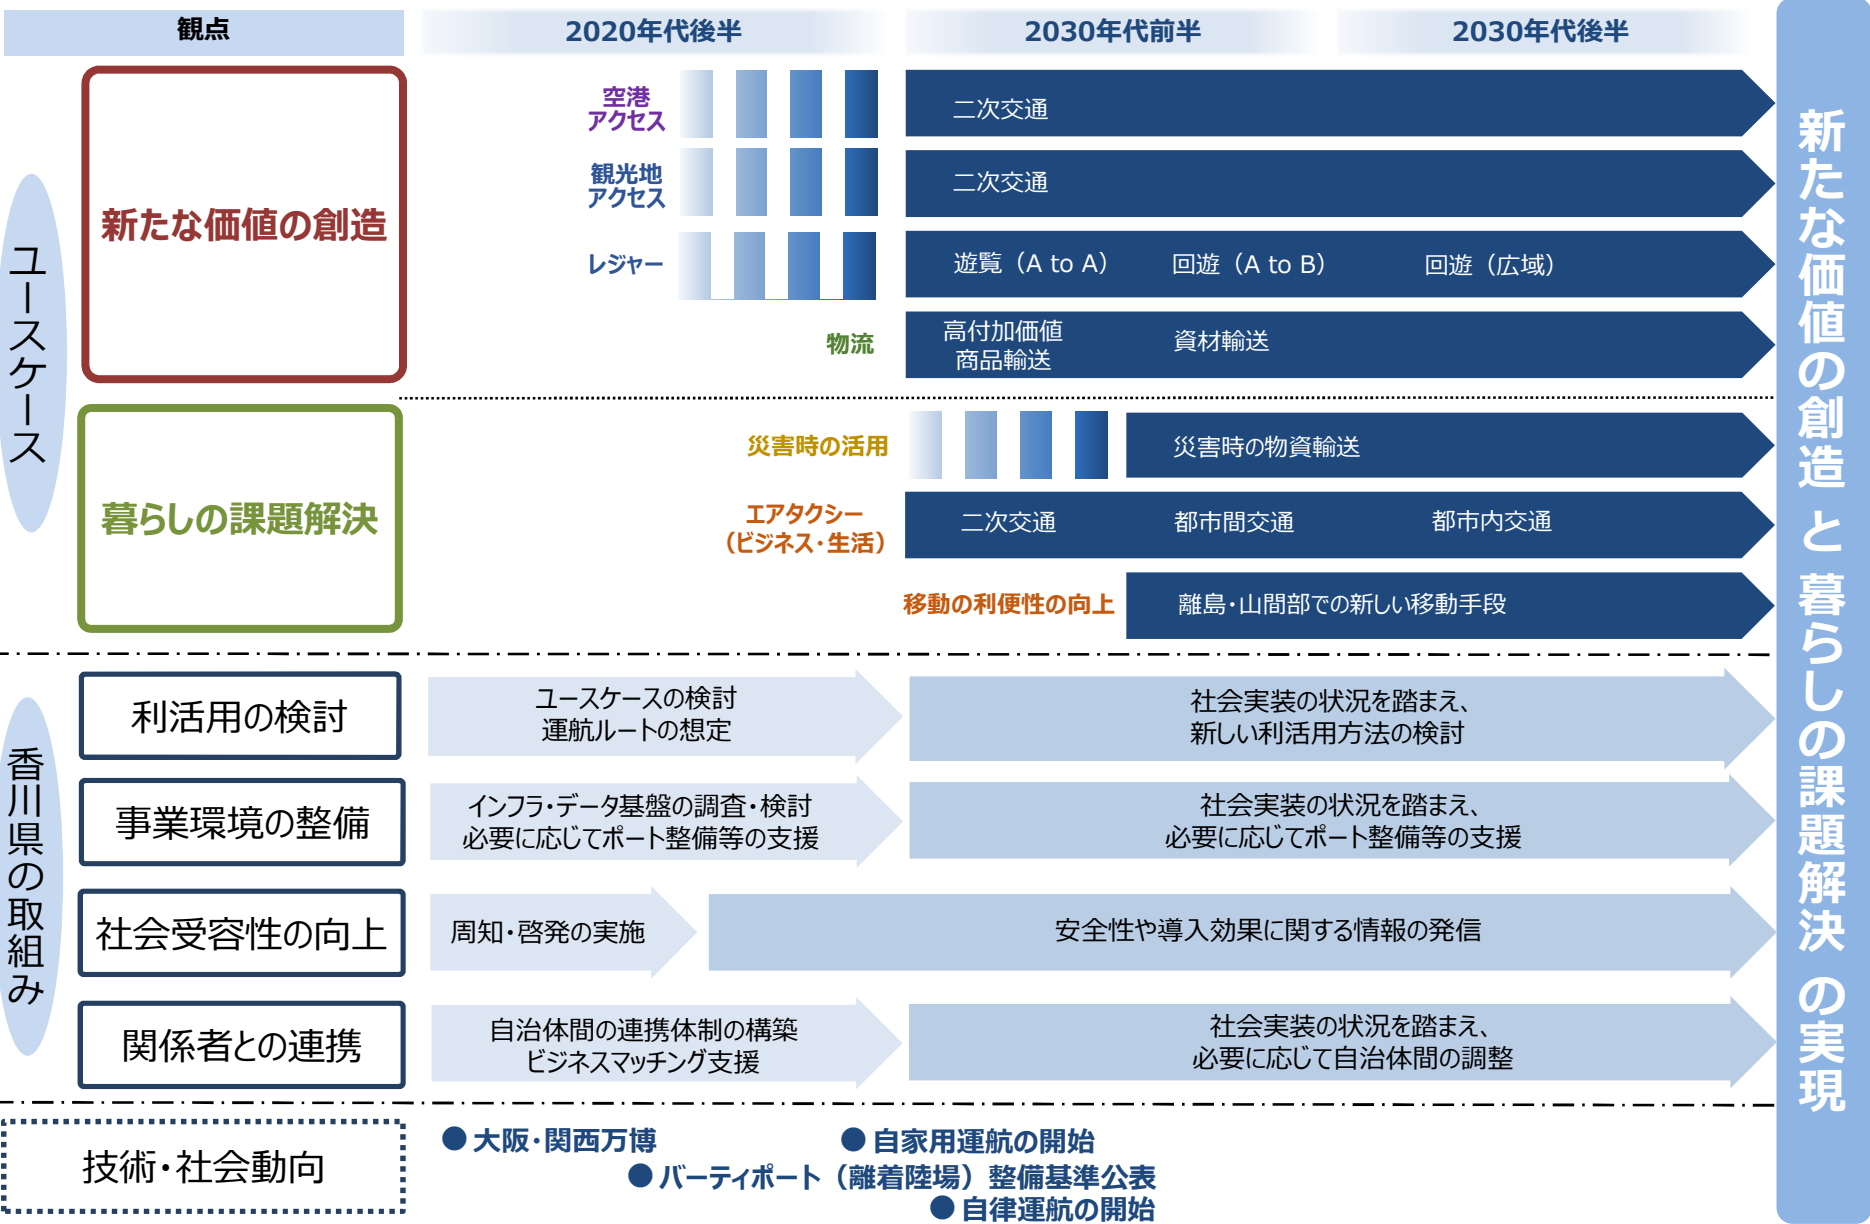 観点
2020年代後半
2030年代前半
2030年代後半
ユースケース
新たな価値の創造
空港
アクセス
二次交通
観光地
アクセス
二次交通
レジャー
遊覧（A to A）
回遊（A to B）
回遊（広域）
物流
高付加価値
商品輸送
資材輸送
暮らしの課題解決
災害時の活用
災害時の物資輸送
エアタクシー
（ビジネス・生活）
二次交通
都市間交通
都市内交通
移動の利便性の向上
離島・山間部での新しい移動手段
香川県の取組み
利活用の検討
ユースケースの検討
運航ルートの想定
社会実装の状況を踏まえ、
新しい利活用方法の検討
事業環境の整備
インフラ・データ基盤の調査・検討
必要に応じてポート整備等の支援
社会実装の状況を踏まえ、
必要に応じてポート整備等の支援
社会受容性の向上
周知・啓発の実施
安全性や導入効果に関する情報の発信
関係者との連携
自治体間の連携体制の構築
ビジネスマッチング支援
社会実装の状況を踏まえ、
必要に応じて自治体間の調整
技術・社会動向
●大阪・関西万博
●自家用運航の開始
●バーティポート（離着陸場）整備基準公表
●自律運航の開始
新たな価値の創造 と 暮らしの課題解決 の実現